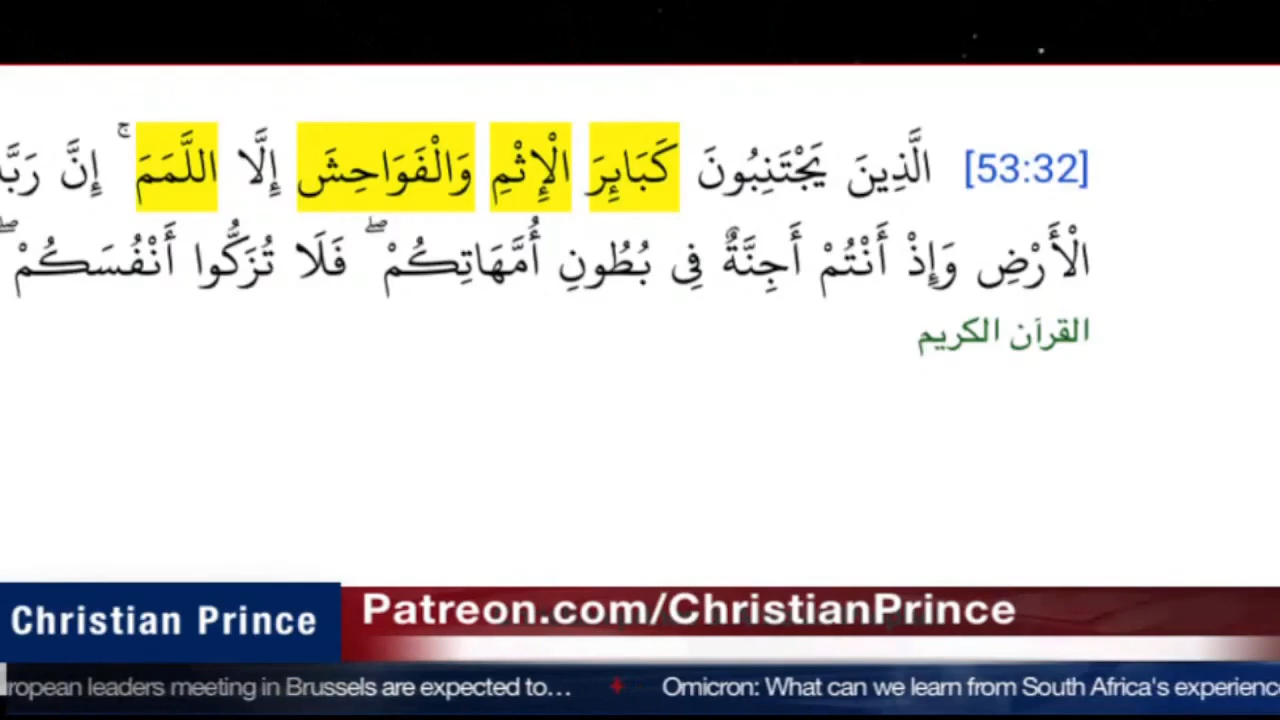 [53:32] الَّذِينَ يَجْتَنِبُونَ كَبَائِرَ الْإِثْمِ وَالْفَوَاحِشَ إِلَّا اللَّمَمَ ۚ إِنَّ
الْأَرْضِ وَإِذْ أَنْتُمْ أَجِنَّةٌ فِى بُطُونِ أُمَّهَاتِكُمْ ۖ فَلَا تُزَكُّوا أَنْفُسَكُمْ ۖ
القرآن الكريم
Christian Prince
Patreon.com/ChristianPrince
ropean leaders meeting in Brussels are expected to... Omicron: What can we learn from South Africa's experienc